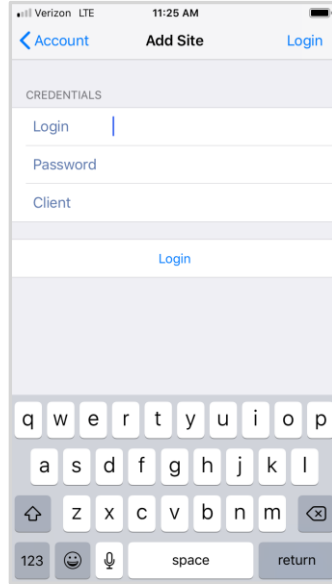 Verizon LTE 11:25 AM
Account Add Site Login
CREDENTIALS
Login
Password
Client
Login
q w e r t y u i o p
a s d f g h j k l
z x c v b n m
123 space return